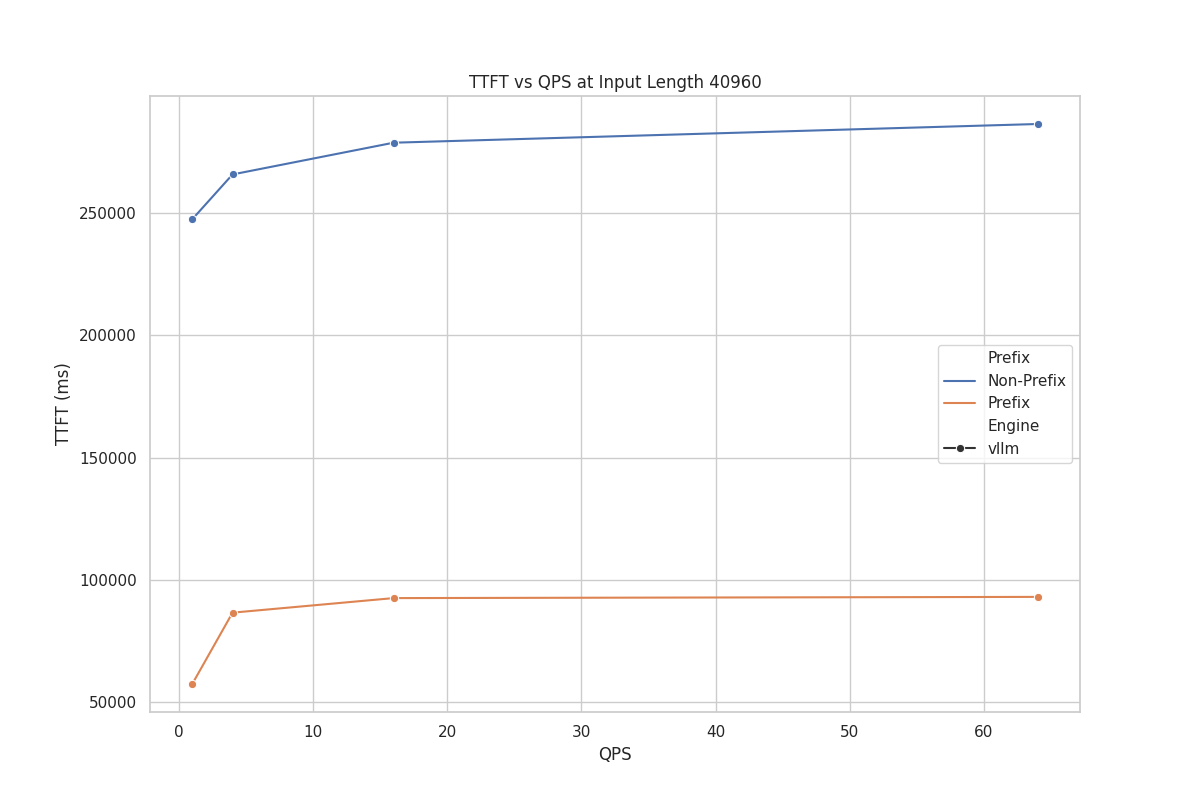 TTFT vs QPS at Input Length 40960
TTFT (ms)
250000
200000
150000
100000
50000
Prefix
Non-Prefix
Prefix
Engine
vllm
0 10 20 30 40 50 60
QPS